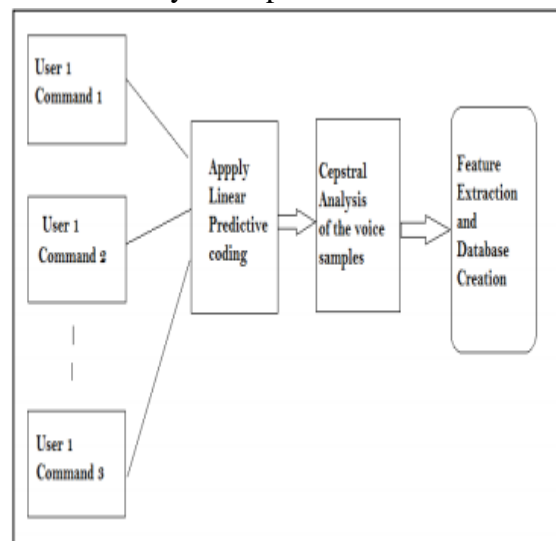 User 1
Command 1
User 1
Command 2
User 1
Command 3
Appply
Linear
Predictive
coding
Cepstral
Analysis
of the voice
samples
Feature
Extraction
and
Database
Creation